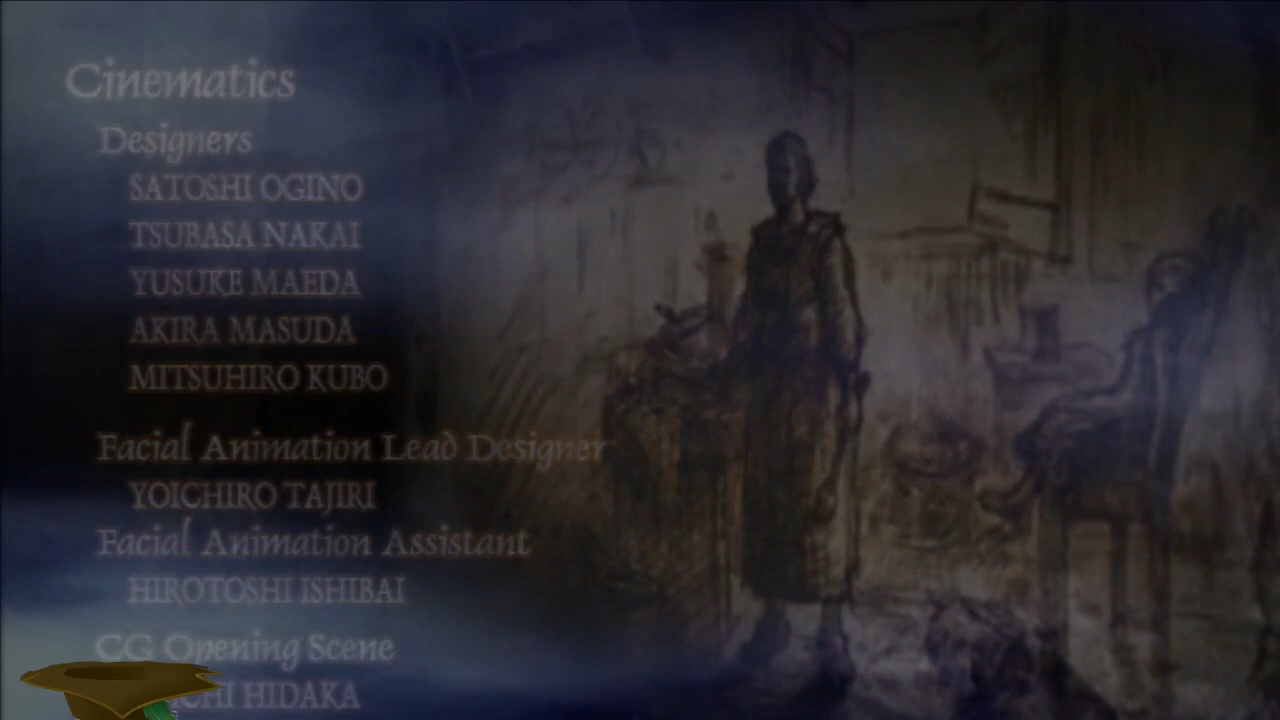 Cinematics
Designers
SATOSHI OGINO
TSUBASA NAKAI
YUSUKE MAEDA
AKIRA MASUDA
MITSUHIRO KUBO
Facial Animation Lead Designer
YOICHIRO TAJIRI
Facial Animation Assistant
HIROTOSHI ISHIBAI
CG Opening Scene
HIDAKA